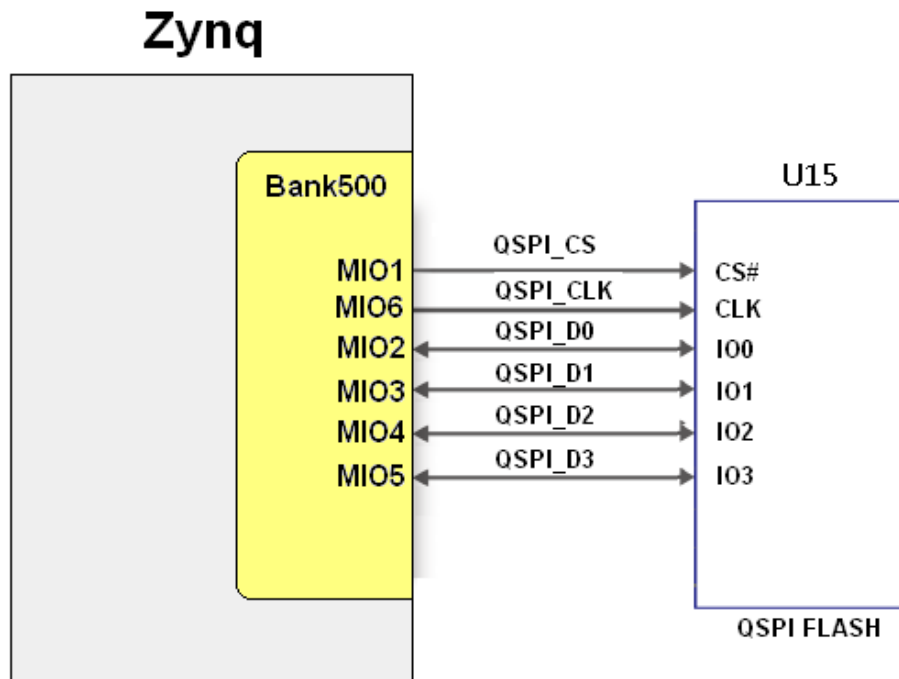 Zynq
Bank500
U15
MIO1 QSPI_CS CS#
MIO6 QSPI_CLK CLK
MIO2 QSPI_D0 IO0
MIO3 QSPI_D1 IO1
MIO4 QSPI_D2 IO2
MIO5 QSPI_D3 IO3
QSPI FLASH